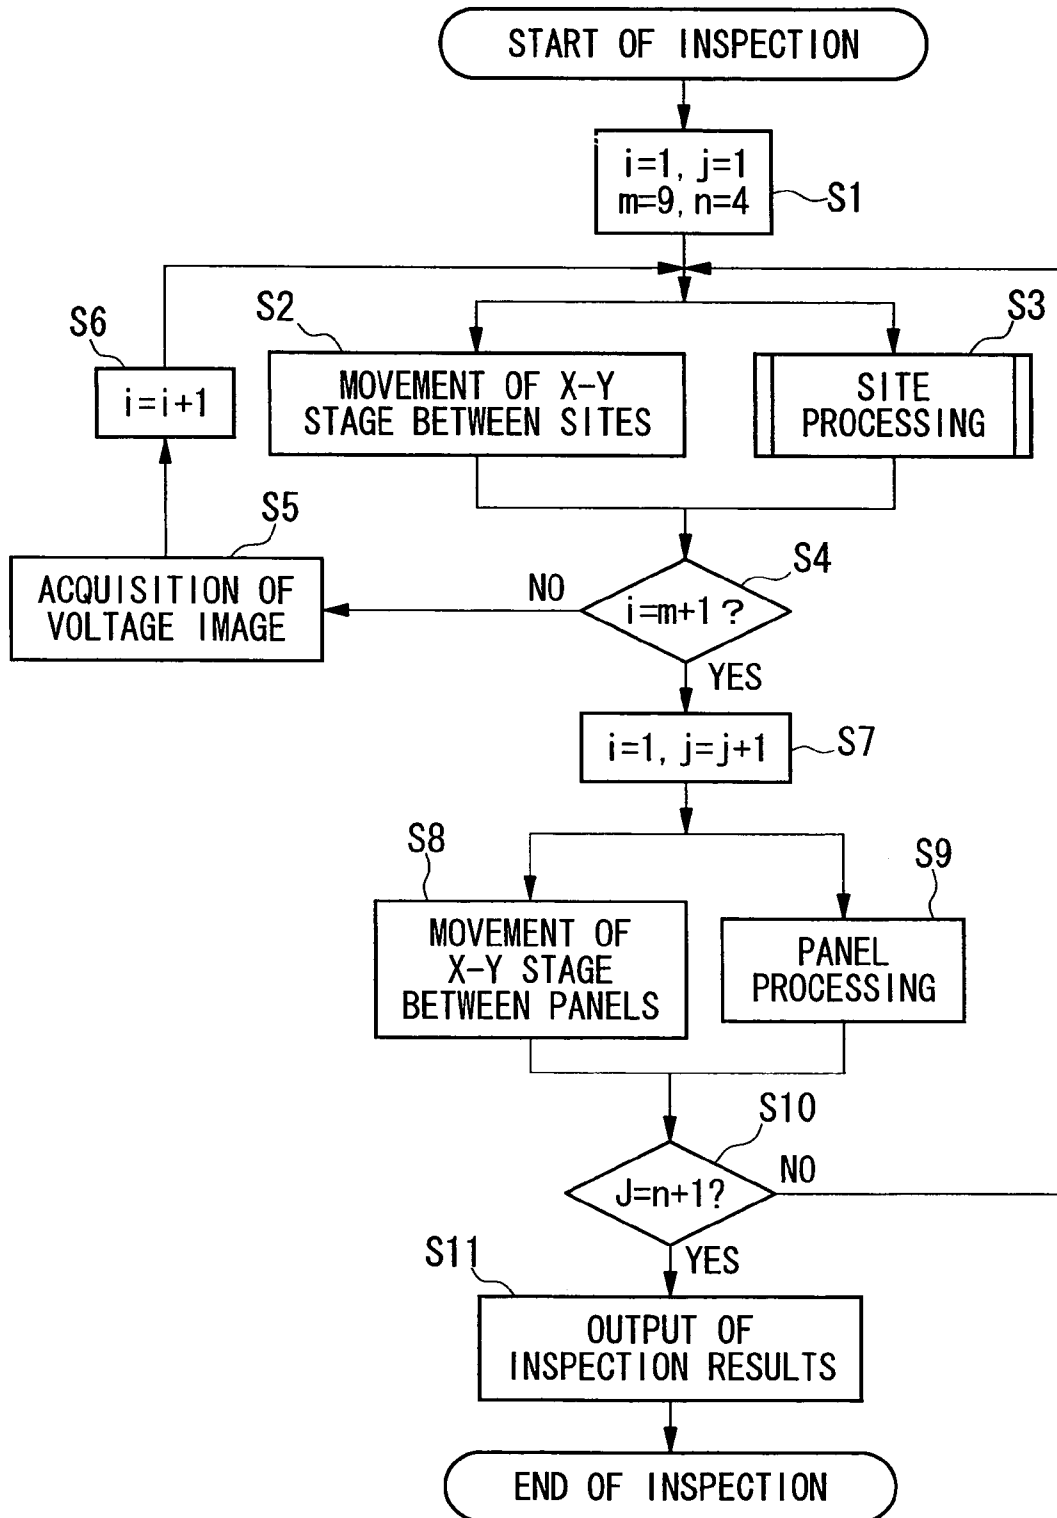 START OF INSPECTION
i=1, j=1
m=9, n=4
S1
S2
S3
S6
MOVEMENT OF X-Y
STAGE BETWEEN SITES
SITE
PROCESSING
i=i+1
S5
S4
ACQUISITION OF
VOLTAGE IMAGE
NO
i=m+1?
YES
i=1, j=j+1
S7
S8
S9
MOVEMENT OF
X-Y STAGE
BETWEEN PANELS
PANEL
PROCESSING
S10
J=n+1?
NO
YES
S11
OUTPUT OF
INSPECTION RESULTS
END OF INSPECTION